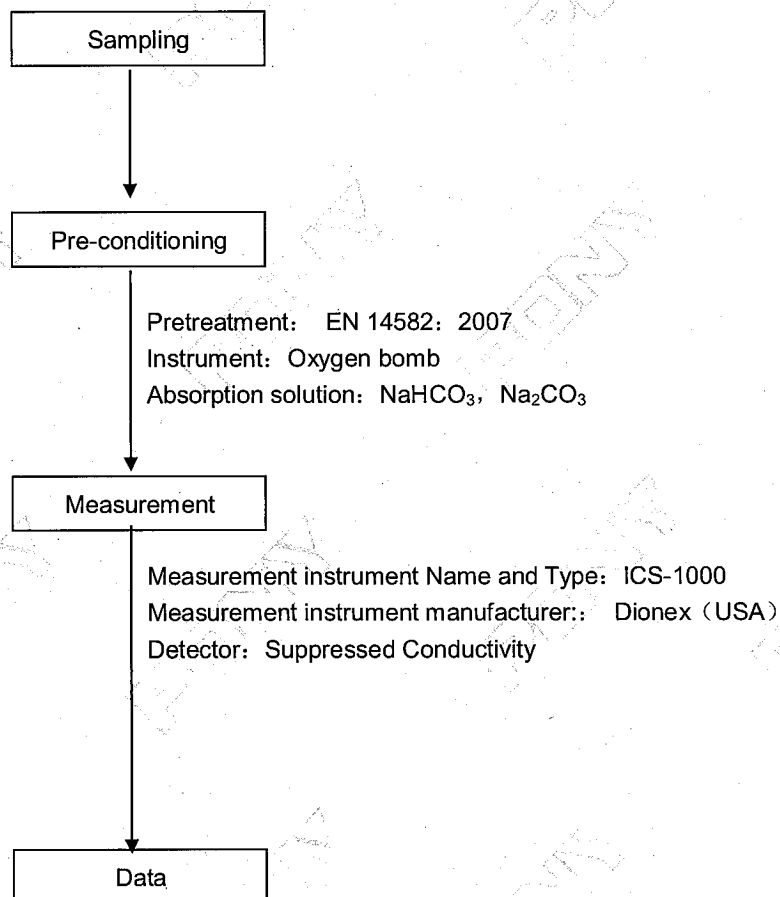 Sampling
Pre-conditioning
Pretreatment： EN 14582：2007
Instrument：Oxygen bomb
Absorption solution：NaHCO₃，Na₂CO₃
Measurement
Measurement instrument Name and Type：ICS-1000
Measurement instrument manufacturer:： Dionex（USA）
Detector：Suppressed Conductivity
Data